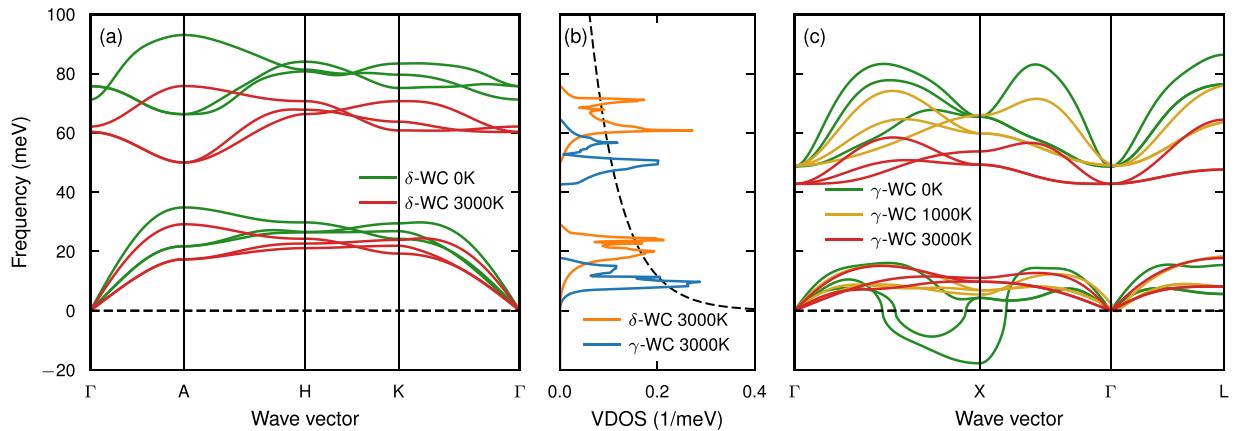 (a)
(b)
(c)
Frequency (meV)
100
80
60
40
20
0
−20
δ-WC 0K
δ-WC 3000K
Γ
A
H
K
Γ
Wave vector
δ-WC 3000K
γ-WC 3000K
0.0
0.2
0.4
VDOS (1/meV)
γ-WC 0K
γ-WC 1000K
γ-WC 3000K
Γ
X
Γ
L
Wave vector